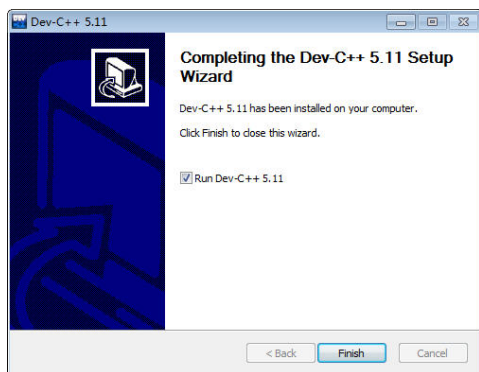 Dev-C++ 5.11
Completing the Dev-C++ 5.11 Setup
Wizard
Dev-C++ 5.11 has been installed on your computer.
Click Finish to close this wizard.
Run Dev-C++ 5.11
< Back
Finish
Cancel